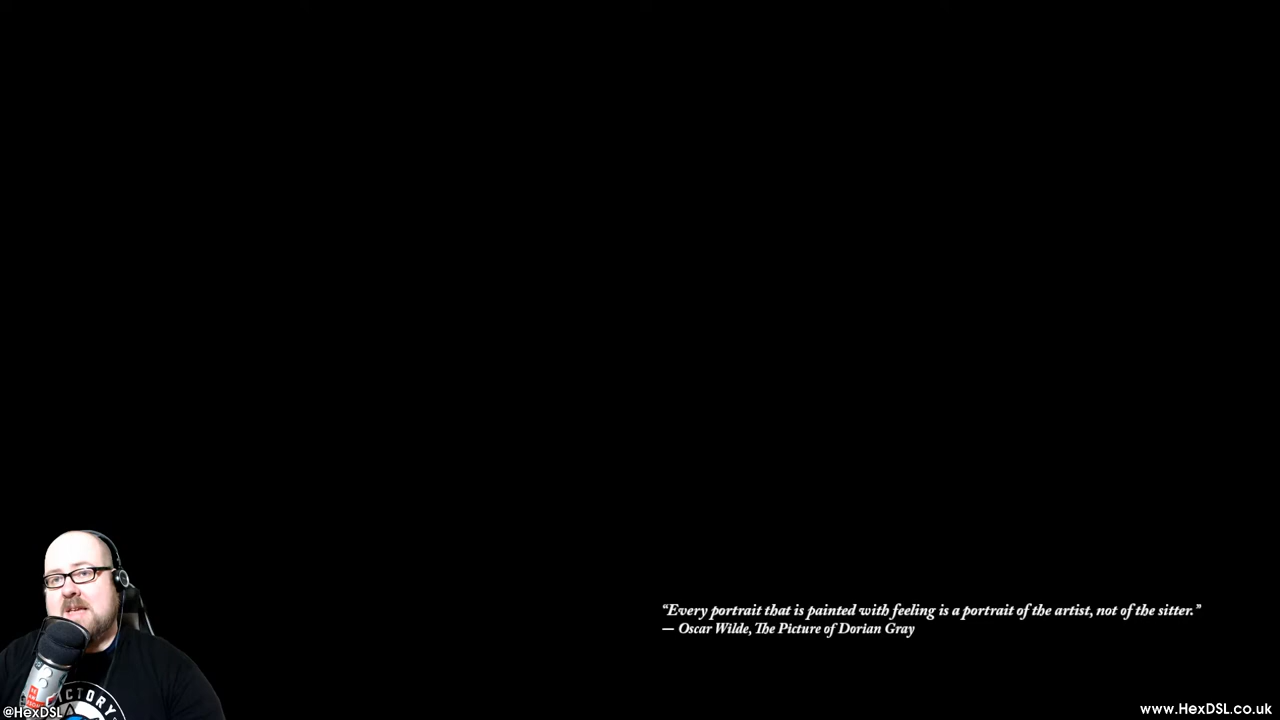 “Every portrait that is painted with feeling is a portrait of the artist, not of the sitter.”
— Oscar Wilde, The Picture of Dorian Gray
ICTORY
@HexDSL
www.HexDSL.co.uk